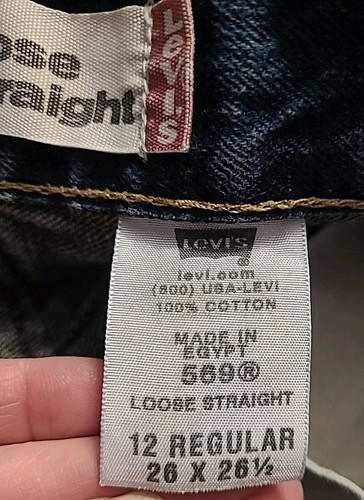 ose
raight
Levi's
Levi's
®
levi.com
(800) USA-LEVI
100% COTTON
MADE IN
EGYPT
569®
LOOSE STRAIGHT
12 REGULAR
26 X 26½